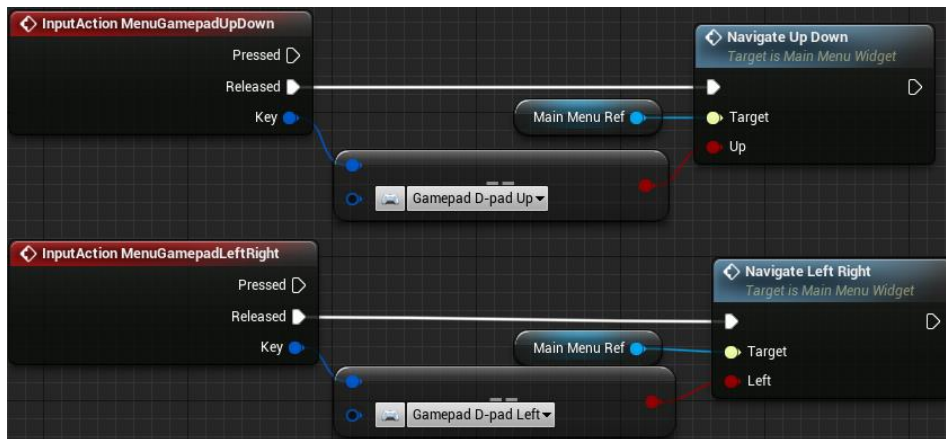 InputAction MenuGamepadUpDown
Pressed
Released
Key
Main Menu Ref
==
Gamepad D-pad Up
Navigate Up Down
Target is Main Menu Widget
Target
Up
InputAction MenuGamepadLeftRight
Pressed
Released
Key
Main Menu Ref
==
Gamepad D-pad Left
Navigate Left Right
Target is Main Menu Widget
Target
Left